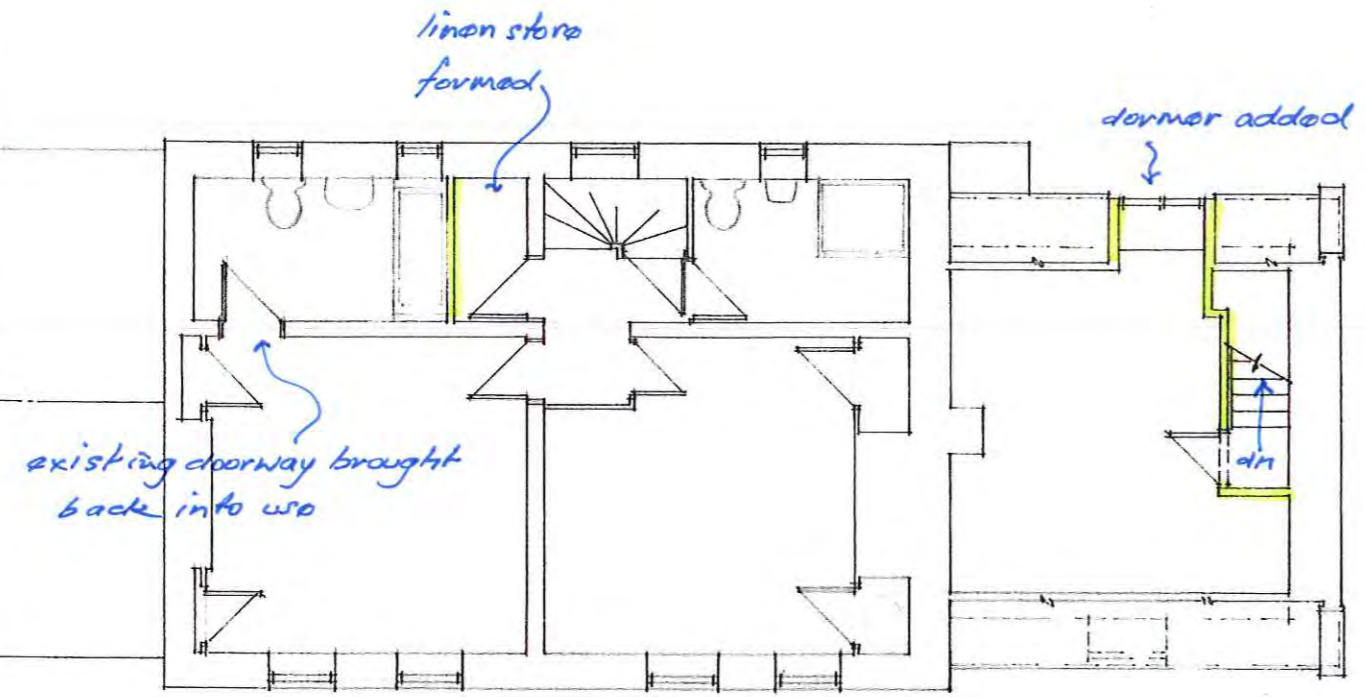 linen store
formed
dormer added
existing doorway brought
back into use
dn